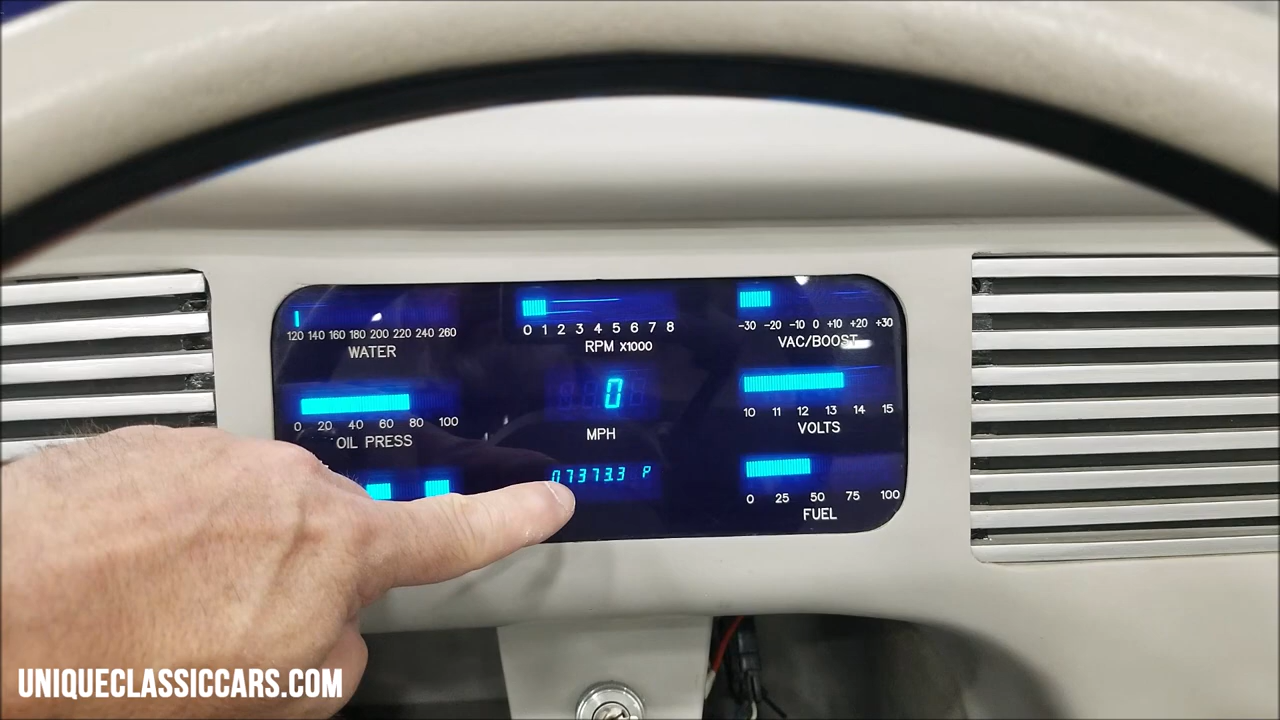 120 140 160 180 200 220 240 260
WATER
0 1 2 3 4 5 6 7 8
RPM X1000
-30 -20 -10 0 +10 +20 +30
VAC/BOOST
0 20 40 60 80 100
OIL PRESS
0
MPH
10 11 12 13 14 15
VOLTS
07373.3 P
0 25 50 75 100
FUEL
UNIQUECLASSICCARS.COM